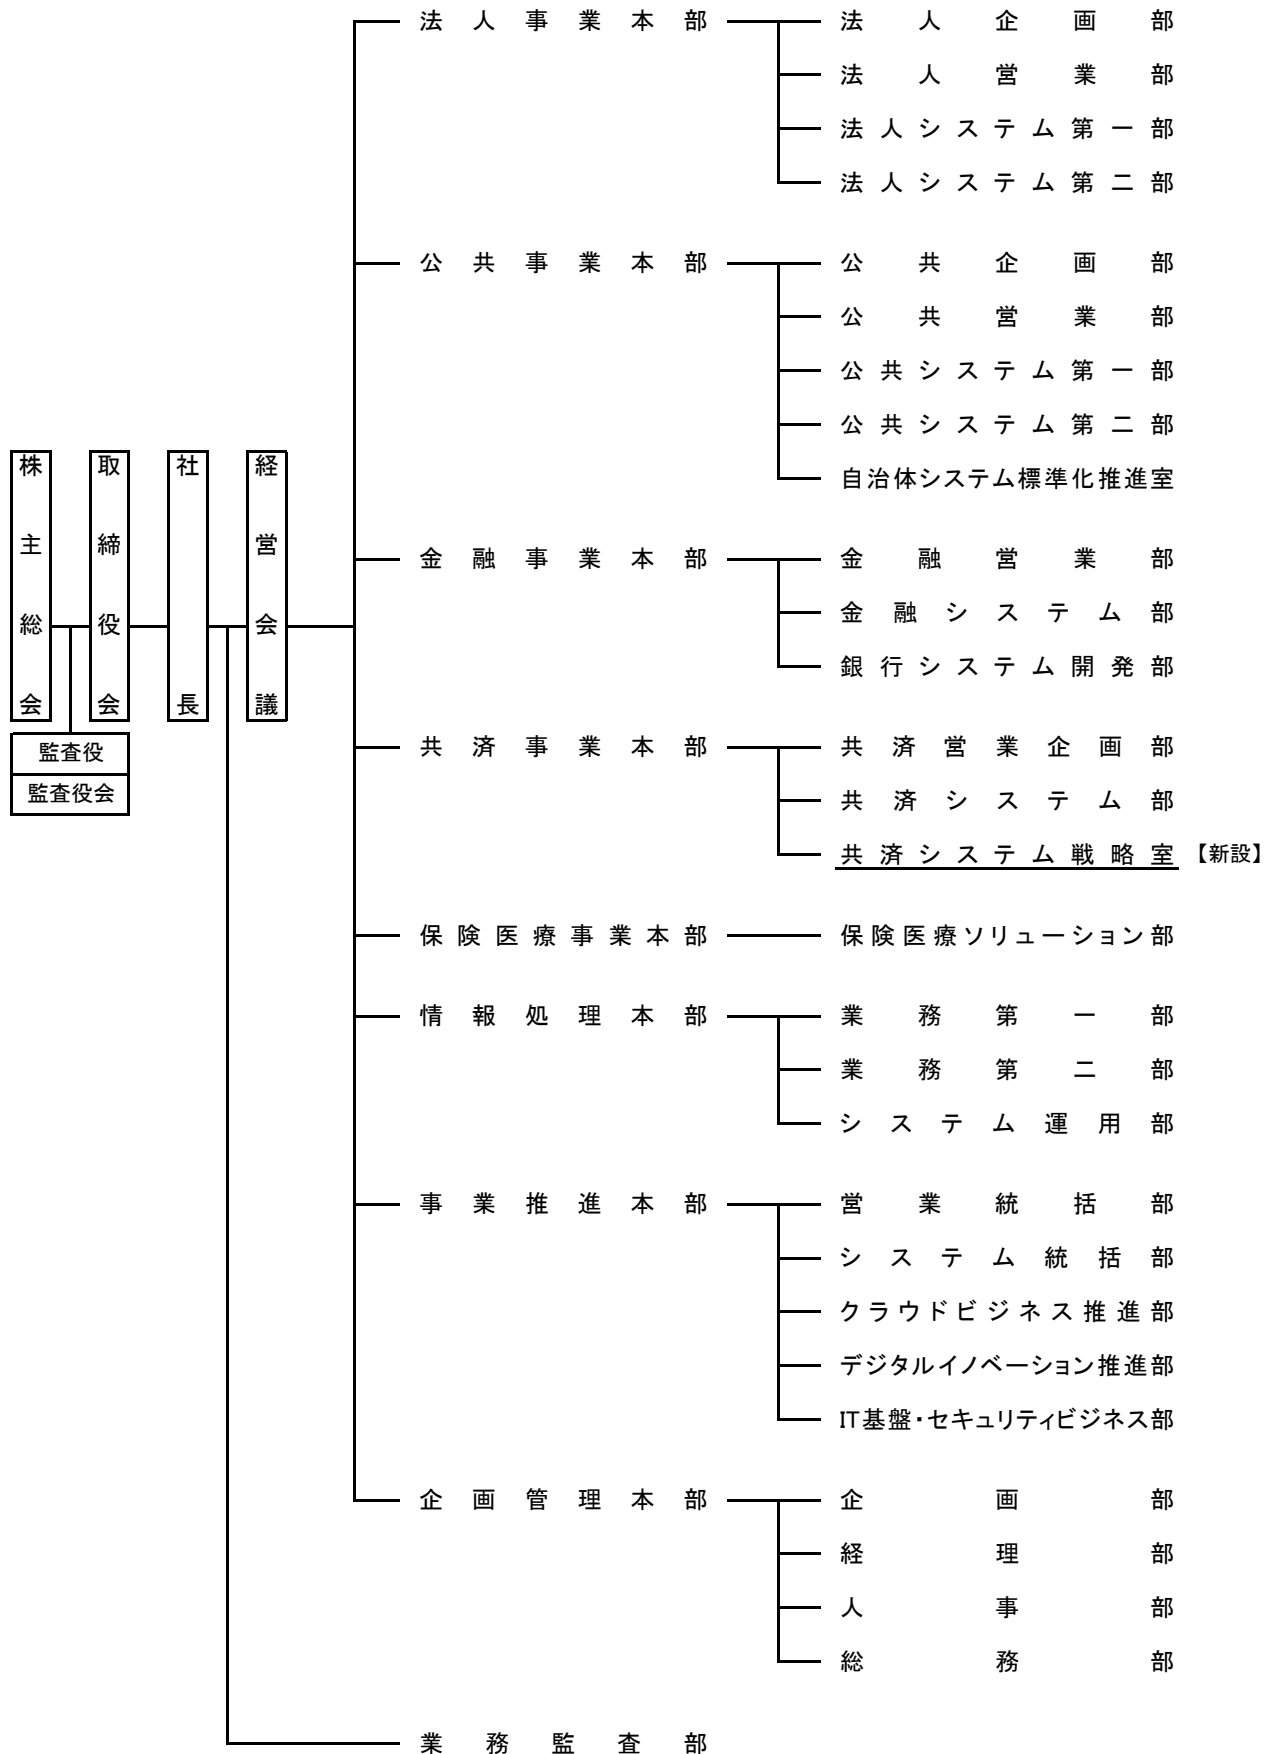 株主総会
取締役会
社長
経営会議
監査役
監査役会
法人事業本部
法人企画部
法人営業部
法人システム第一部
法人システム第二部
公共事業本部
公共企画部
公共営業部
公共システム第一部
公共システム第二部
自治体システム標準化推進室
金融事業本部
金融営業部
金融システム部
銀行システム開発部
共済事業本部
共済営業企画部
共済システム部
共済システム戦略室【新設】
保険医療事業本部
保険医療ソリューション部
情報処理本部
業務第一部
業務第二部
システム運用部
事業推進本部
営業統括部
システム統括部
クラウドビジネス推進部
デジタルイノベーション推進部
IT基盤・セキュリティビジネス部
企画管理本部
企画部
経理部
人事部
総務部
業務監査部